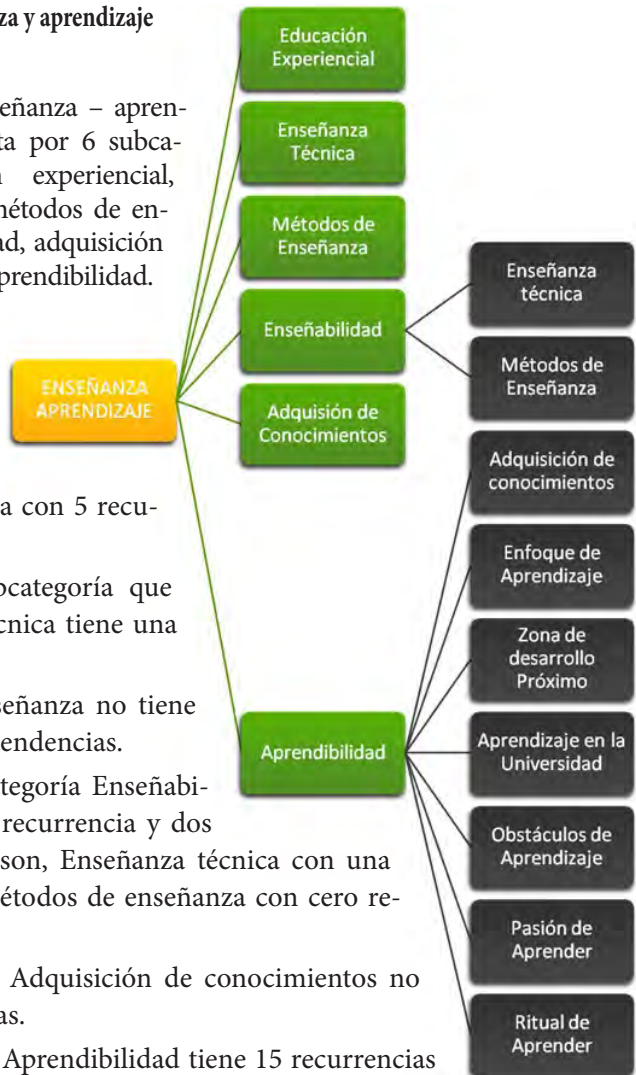 za y aprendizaje
eñanza – apren-
ta por 6 subca-
experiencial,
métodos de en-
ad, adquisición
prendibilidad.
a con 5 recu-
ocategoría que
cnica tiene una
señanza no tiene
endencias.
tegoría Enseñabi-
recurrencia y dos
son, Enseñanza técnica con una
étodos de enseñanza con cero re-
Adquisición de conocimientos no
as.
Aprendibilidad tiene 15 recurrencias
ENSEÑANZA
APRENDIZAJE
Educación
Experiencial
Enseñanza
Técnica
Métodos de
Enseñanza
Enseñabilidad
Adquisión de
Conocimientos
Aprendibilidad
Enseñanza
técnica
Métodos de
Enseñanza
Adquisición de
conocimientos
Enfoque de
Aprendizaje
Zona de
desarrollo
Próximo
Aprendizaje en la
Universidad
Obstáculos de
Aprendizaje
Pasión de
Aprender
Ritual de
Aprender